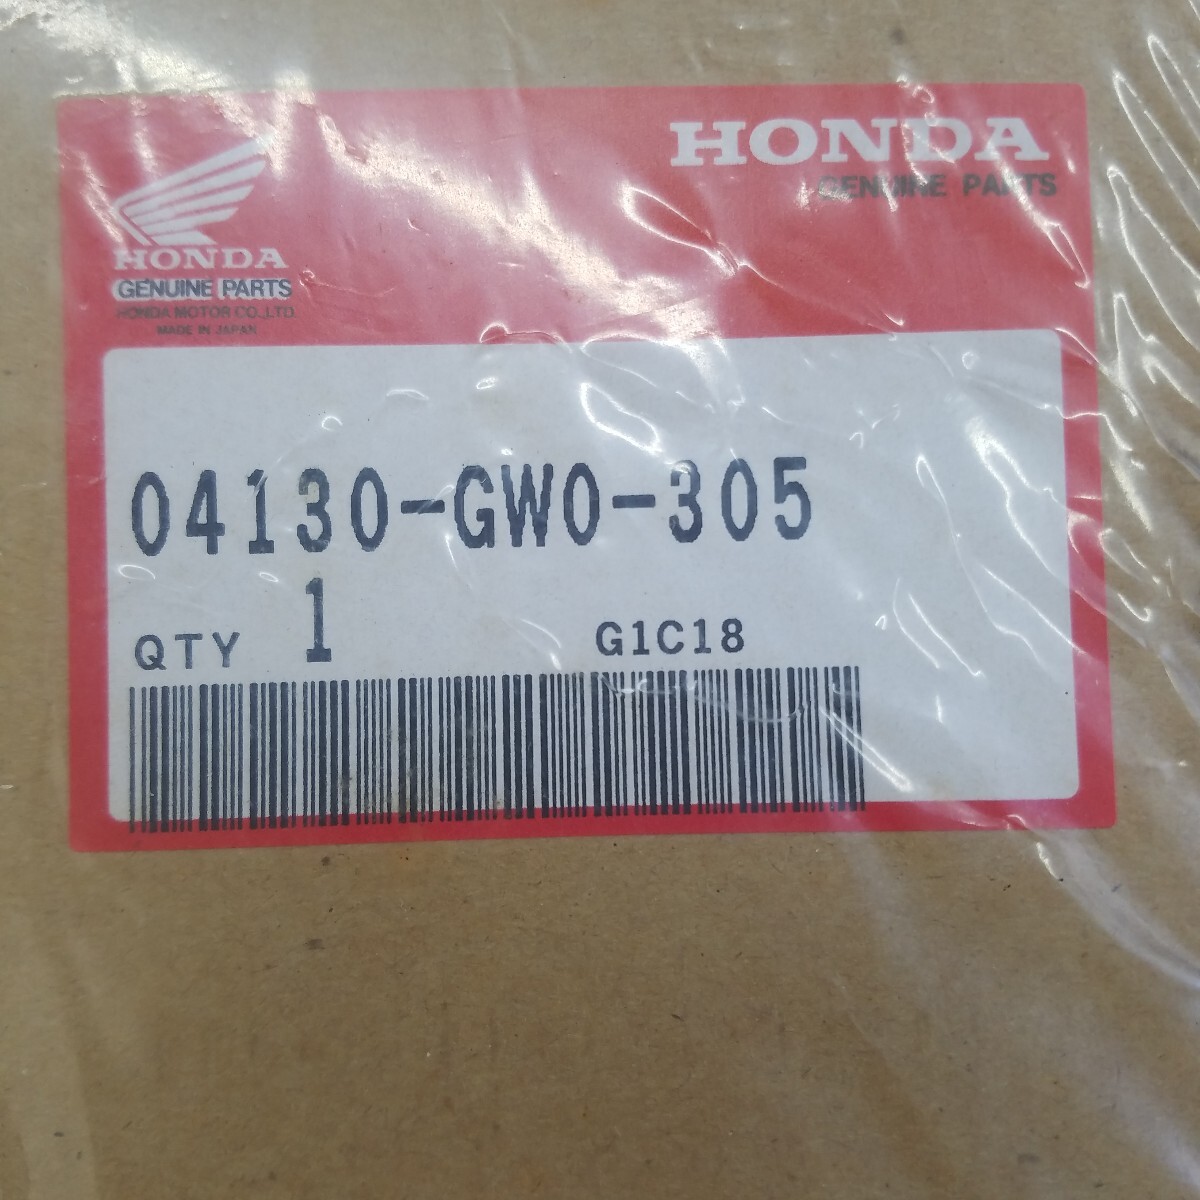 HONDA
GENUINE PARTS
HONDA
GENUINE PARTS
HONDA MOTOR CO.,LTD.
MADE IN JAPAN
04130-GW0-305
QTY 1 G1C18